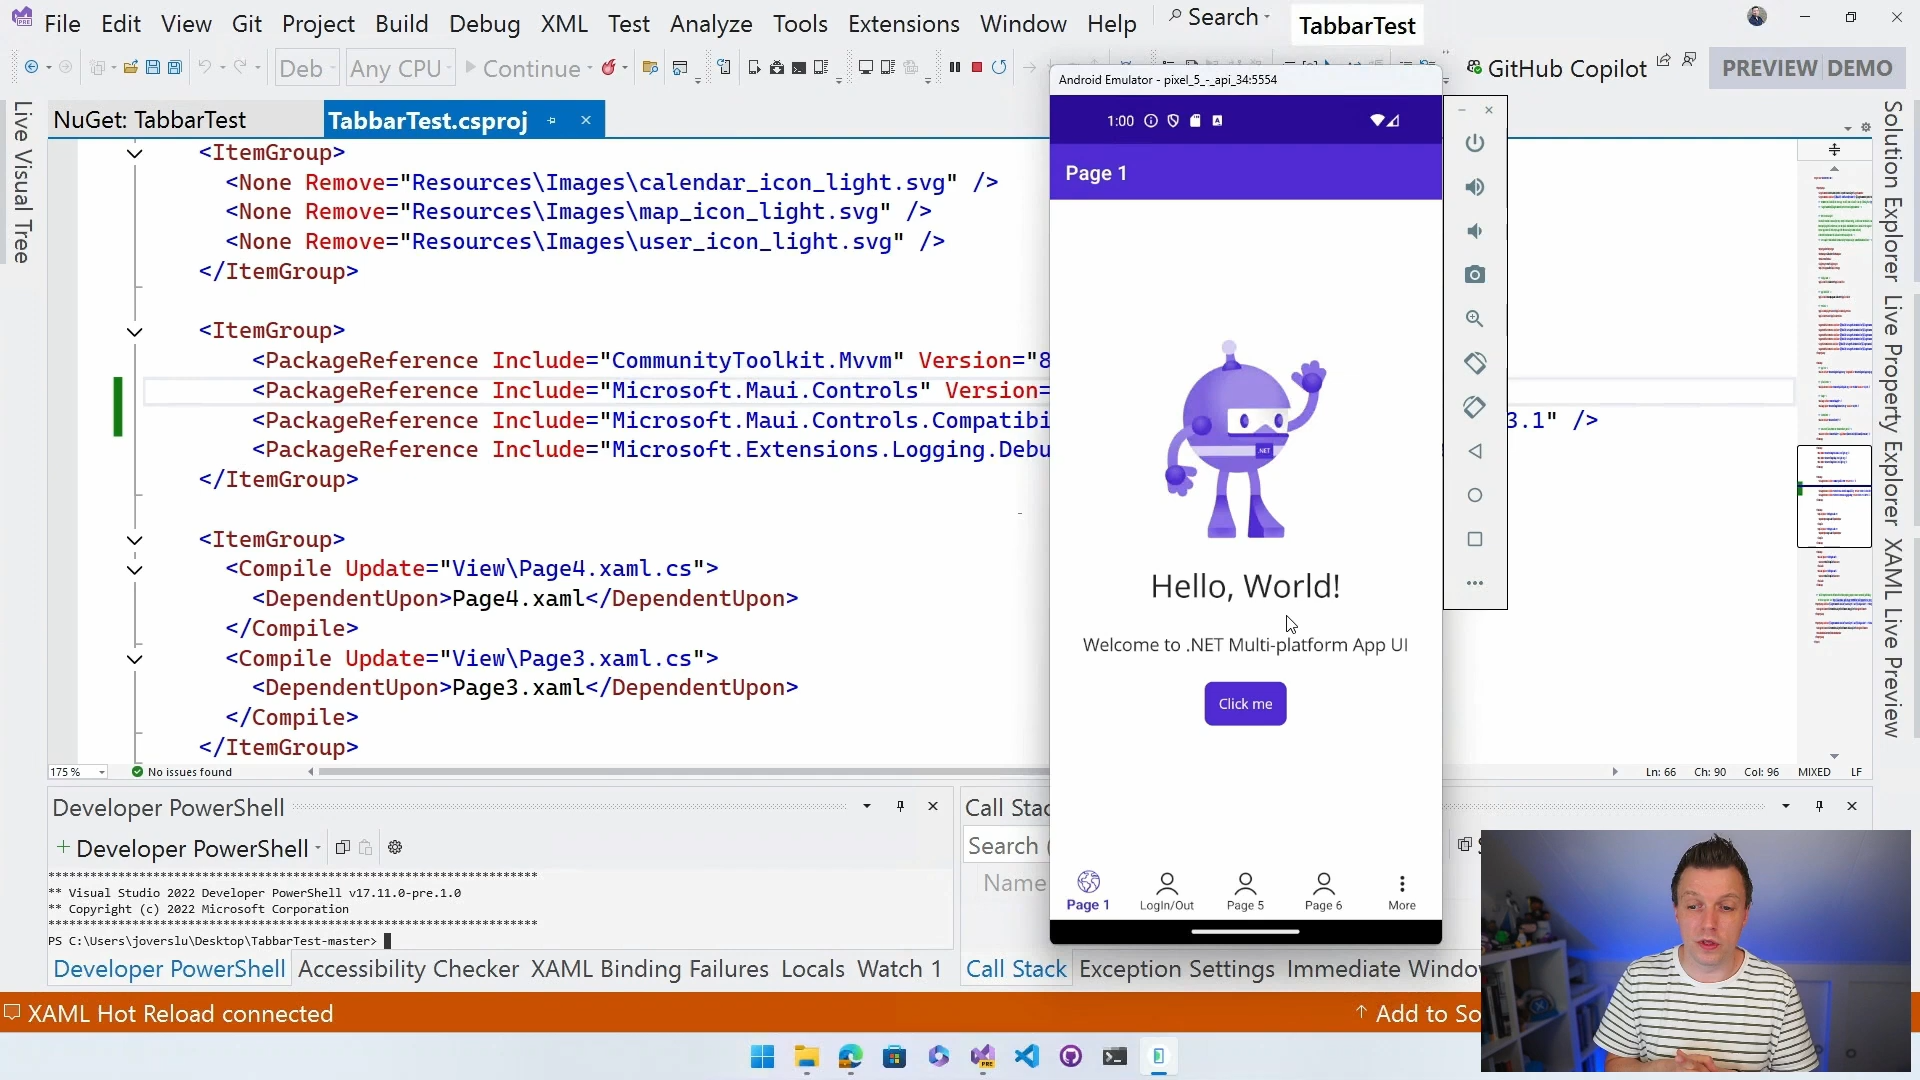 File Edit View Git Project Build Debug XML Test Analyze Tools Extensions Window Help Search TabbarTest
Deb Any CPU Continue GitHub Copilot PREVIEW DEMO
Live Visual Tree
NuGet: TabbarTest TabbarTest.csproj
<ItemGroup>
<None Remove="Resources\Images\calendar_icon_light.svg" />
<None Remove="Resources\Images\map_icon_light.svg" />
<None Remove="Resources\Images\user_icon_light.svg" />
</ItemGroup>
<ItemGroup>
<PackageReference Include="CommunityToolkit.Mvvm" Version="8
<PackageReference Include="Microsoft.Maui.Controls" Version=
<PackageReference Include="Microsoft.Maui.Controls.Compatibi 3.1" />
<PackageReference Include="Microsoft.Extensions.Logging.Debu
</ItemGroup>
<ItemGroup>
<Compile Update="View\Page4.xaml.cs">
<DependentUpon>Page4.xaml</DependentUpon>
</Compile>
<Compile Update="View\Page3.xaml.cs">
<DependentUpon>Page3.xaml</DependentUpon>
</Compile>
</ItemGroup>
175 % No issues found Ln: 66 Ch: 90 Col: 96 MIXED LF
Android Emulator - pixel_5_-_api_34:5554
1:00
Page 1
.NET
Hello, World!
Welcome to .NET Multi-platform App UI
Click me
Page 1 LogIn/Out Page 5 Page 6 More
Solution Explorer
Live Property Explorer
XAML Live Preview
Developer PowerShell
+ Developer PowerShell
**********************************************************************
** Visual Studio 2022 Developer PowerShell v17.11.0-pre.1.0
** Copyright (c) 2022 Microsoft Corporation
**********************************************************************
PS C:\Users\joverslu\Desktop\TabbarTest-master>
Call Stac
Search (
Name
Developer PowerShell Accessibility Checker XAML Binding Failures Locals Watch 1
Call Stack Exception Settings Immediate Windo
XAML Hot Reload connected
Add to So
PRE